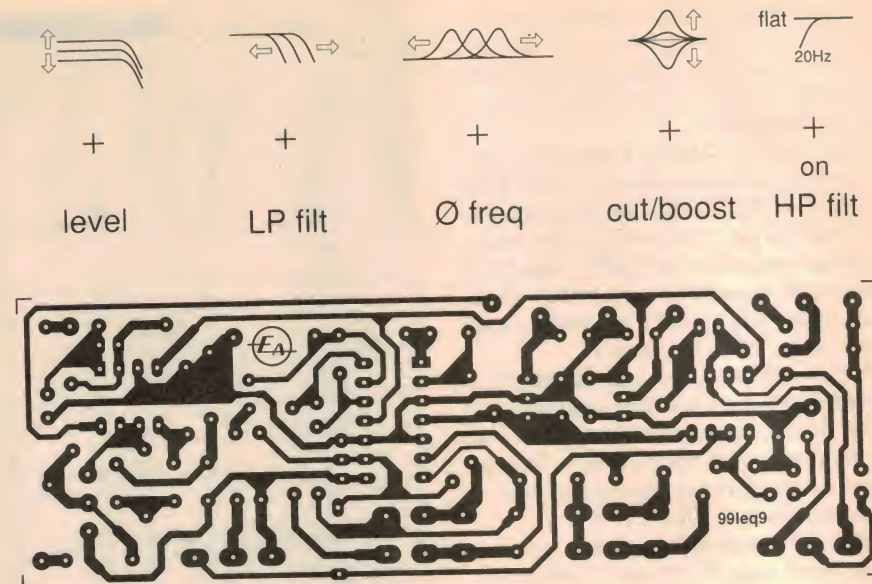 flat
20Hz
+ + + + +
on
level LP filt Ø freq cut/boost HP filt
EA
99leq9